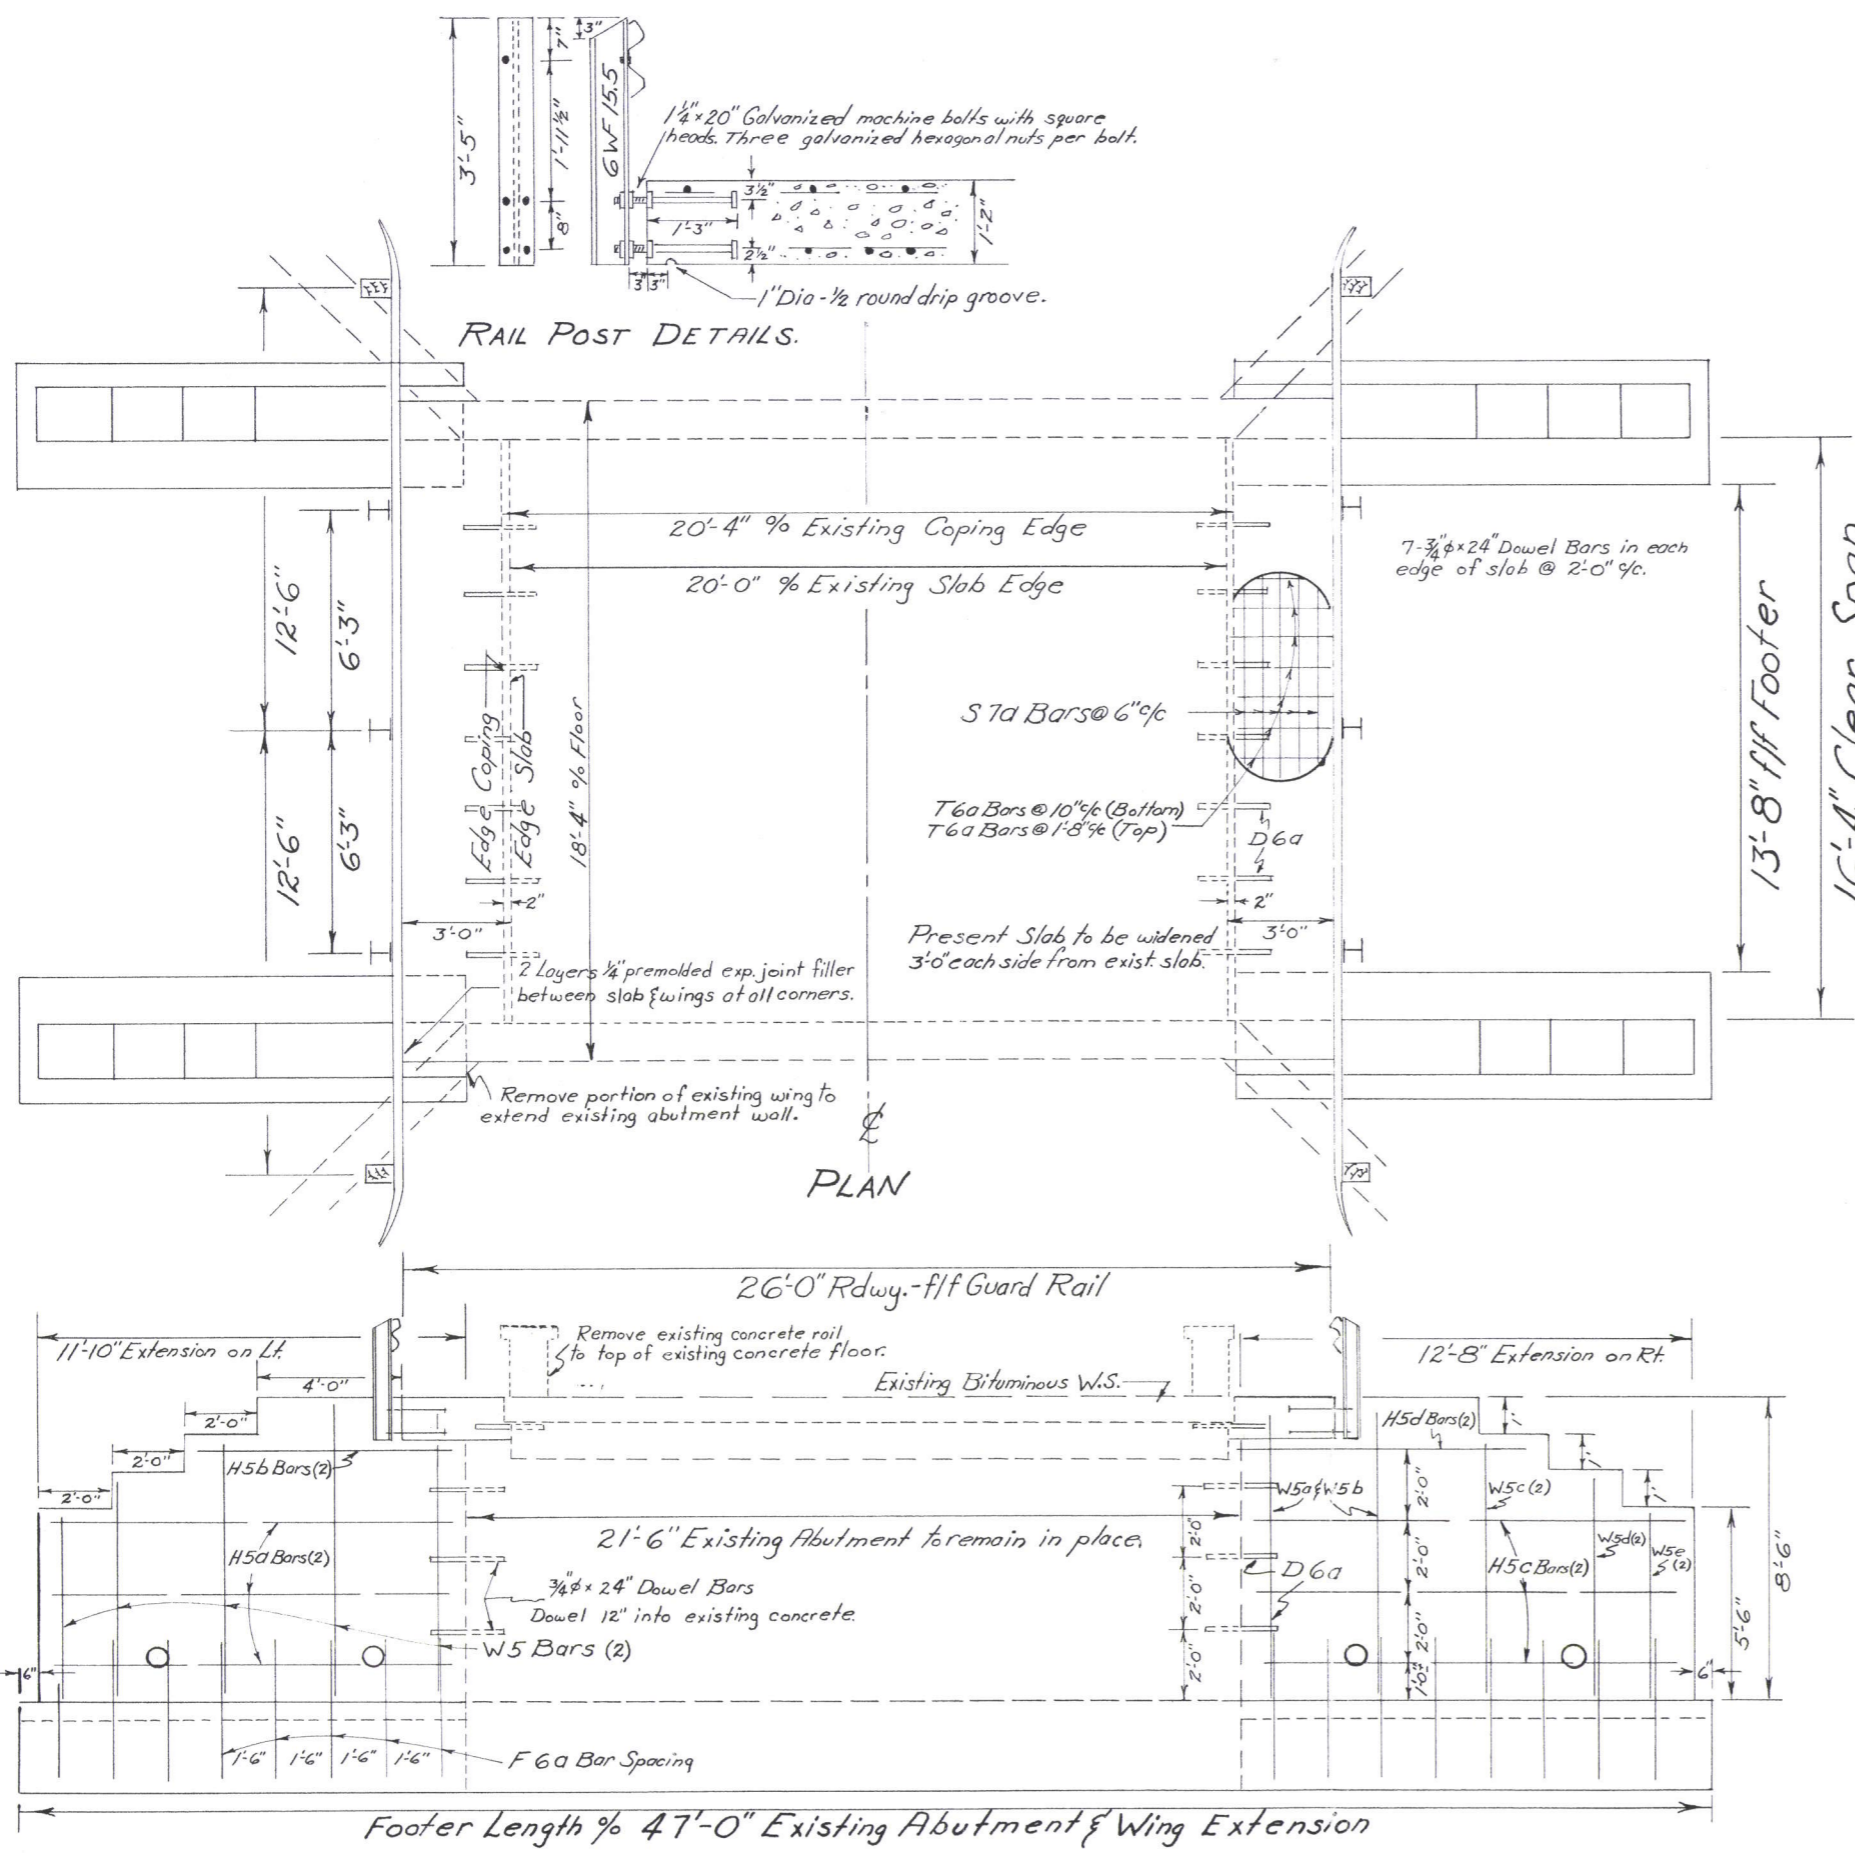 3'-5"
7"
1'-11½"
8"
3"
6 WF 15.5
1¼"×20" Galvanized machine bolts with square
heads. Three galvanized hexagonal nuts per bolt.
3½"
1'-3"
2½"
1'-2"
3"
3"
1" Dia-½ round drip groove.
RAIL POST DETAILS.
20'-4" % Existing Coping Edge
20'-0" % Existing Slab Edge
7-¾"φ×24" Dowel Bars in each
edge of slab @ 2'-0" c/c.
12'-6"
6'-3"
12'-6"
6'-3"
Edge Coping
Edge Slab
18'-4" o/o Floor
S7a Bars @ 6" c/c
T6a Bars @ 10" c/c (Bottom)
T6a Bars @ 1'-8" c/c (Top)
D6a
13'-8" f/f Footer
16'-4" Clear Span
2"
3'-0"
2"
3'-0"
Present Slab to be widened
3'-0" each side from exist. slab.
2 Layers ¼" premolded exp. joint filler
between slab & wings at all corners.
Remove portion of existing wing to
extend existing abutment wall.
℄
PLAN
26'-0" Rdwy.-f/f Guard Rail
11'-10" Extension on Lt.
Remove existing concrete rail
to top of existing concrete floor.
12'-8" Extension on Rt.
4'-0"
Existing Bituminous W.S.
2'-0"
2'-0"
2'-0"
H5b Bars (2)
H5d Bars (2)
W5a & W5b
2'-0"
W5c (2)
21'-6" Existing Abutment to remain in place.
2'-0"
H5a Bars (2)
2'-0"
W5d (2)
W5e
(2)
H5c Bars (2)
D6a
¾"φ × 24" Dowel Bars
Dowel 12" into existing concrete.
2'-0"
2'-0"
8'-6"
5'-6"
W5 Bars (2)
2'-0"
1'-0"
6"
6"
1'-6"
1'-6"
1'-6"
1'-6"
F6a Bar Spacing
Footer Length % 47'-0" Existing Abutment & Wing Extension